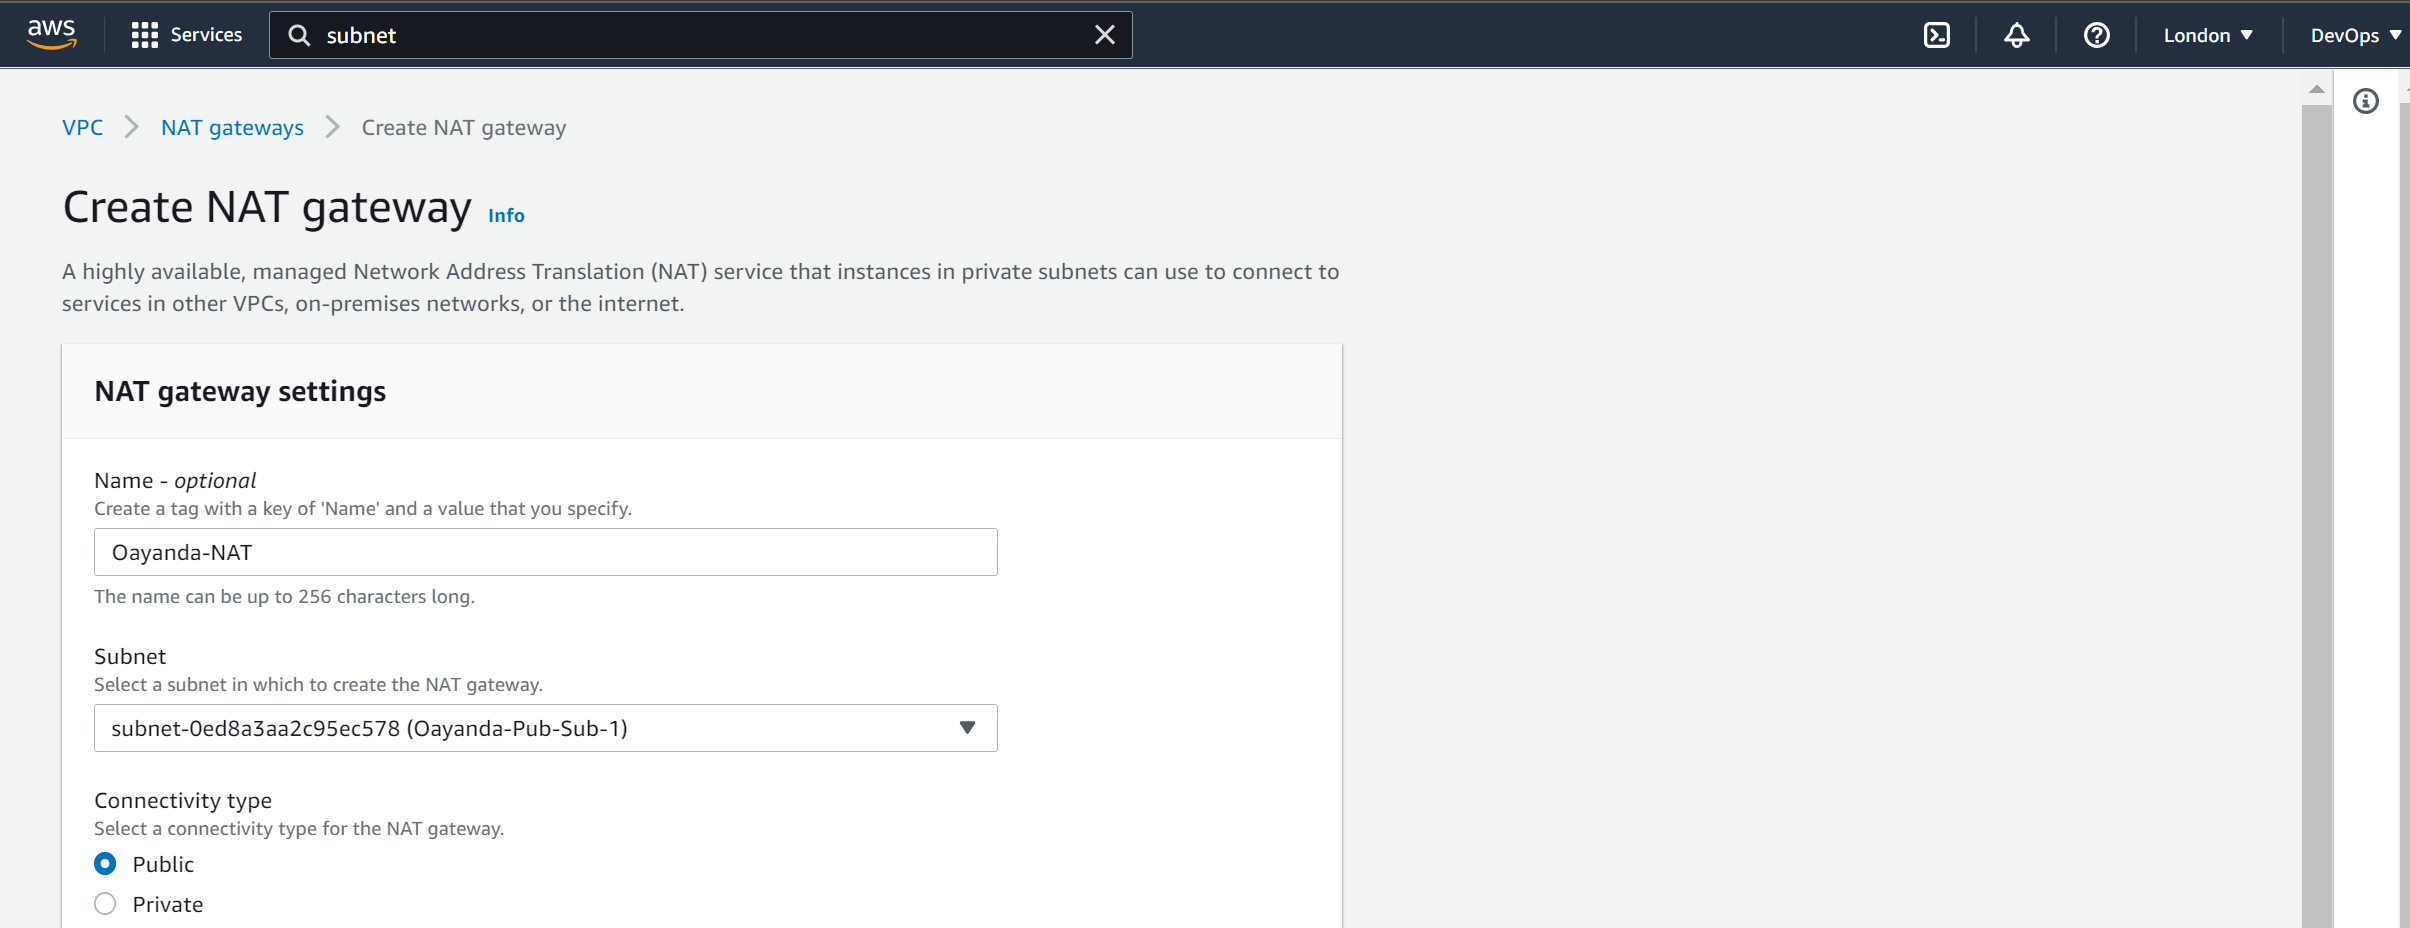 aws Services subnet London DevOps
VPC NAT gateways Create NAT gateway
Create NAT gateway Info
A highly available, managed Network Address Translation (NAT) service that instances in private subnets can use to connect to
services in other VPCs, on-premises networks, or the internet.
NAT gateway settings
Name - optional
Create a tag with a key of 'Name' and a value that you specify.
Oayanda-NAT
The name can be up to 256 characters long.
Subnet
Select a subnet in which to create the NAT gateway.
subnet-0ed8a3aa2c95ec578 (Oayanda-Pub-Sub-1)
Connectivity type
Select a connectivity type for the NAT gateway.
Public
Private